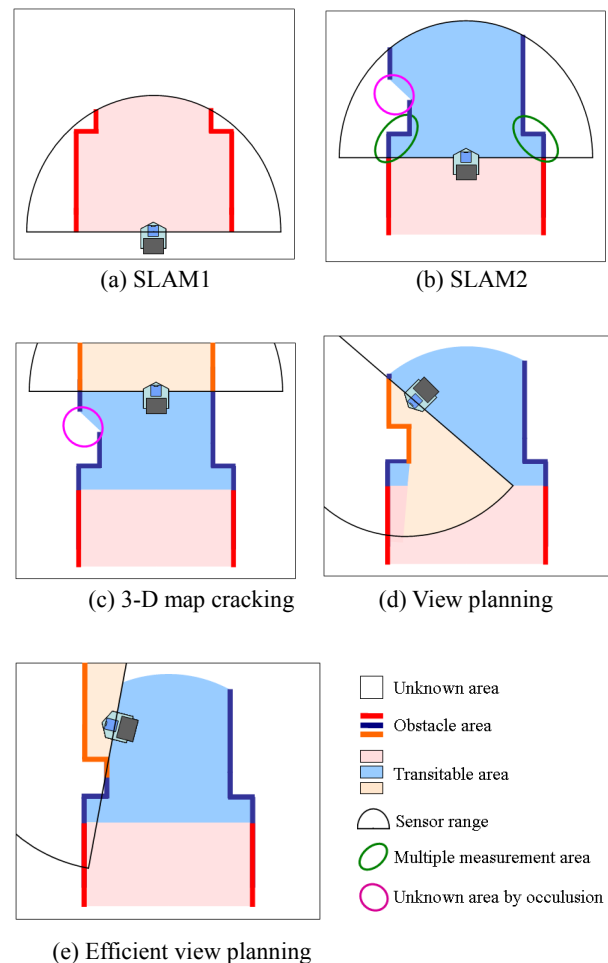 (a) SLAM1
(b) SLAM2
(c) 3-D map cracking
(d) View planning
Unknown area
Obstacle area
Transitable area
Sensor range
Multiple measurement area
Unknown area by occulusion
(e) Efficient view planning